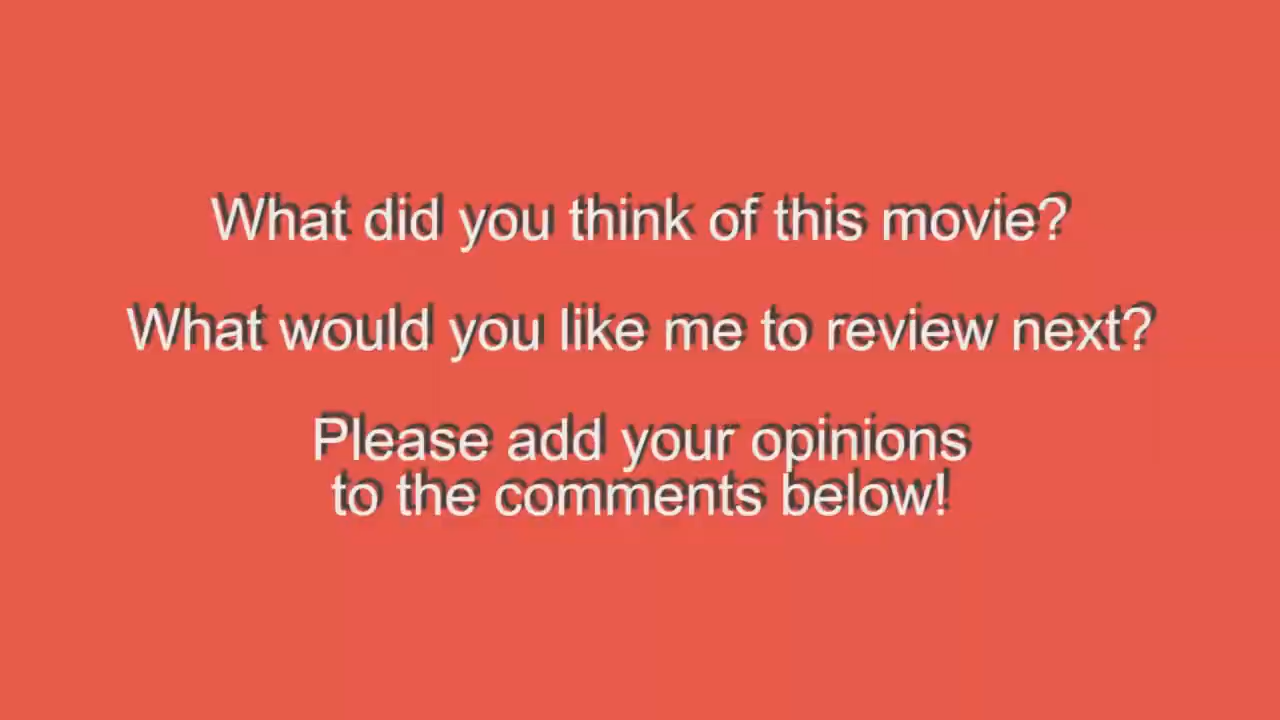 What did you think of this movie?
What would you like me to review next?
Please add your opinions
to the comments below!